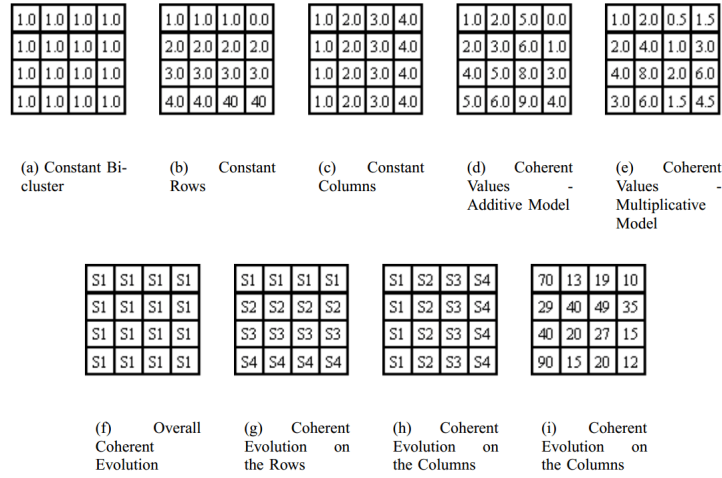 1.0 1.0 1.0 1.0 1.0 1.0 1.0 0.0 1.0 2.0 3.0 4.0 1.0 2.0 5.0 0.0 1.0 2.0 0.5 1.5
1.0 1.0 1.0 1.0 2.0 2.0 2.0 2.0 1.0 2.0 3.0 4.0 2.0 3.0 6.0 1.0 2.0 4.0 1.0 3.0
1.0 1.0 1.0 1.0 3.0 3.0 3.0 3.0 1.0 2.0 3.0 4.0 4.0 5.0 8.0 3.0 4.0 8.0 2.0 6.0
1.0 1.0 1.0 1.0 4.0 4.0 40 40 1.0 2.0 3.0 4.0 5.0 6.0 9.0 4.0 3.0 6.0 1.5 4.5
(a) Constant Bi-
cluster
(b) Constant
Rows
(c) Constant
Columns
(d) Coherent
Values -
Additive Model
(e) Coherent
Values -
Multiplicative
Model
S1 S1 S1 S1 S1 S1 S1 S1 S1 S2 S3 S4 70 13 19 10
S1 S1 S1 S1 S2 S2 S2 S2 S1 S2 S3 S4 29 40 49 35
S1 S1 S1 S1 S3 S3 S3 S3 S1 S2 S3 S4 40 20 27 15
S1 S1 S1 S1 S4 S4 S4 S4 S1 S2 S3 S4 90 15 20 12
(f) Overall
Coherent
Evolution
(g) Coherent
Evolution on
the Rows
(h) Coherent
Evolution on
the Columns
(i) Coherent
Evolution on
the Columns